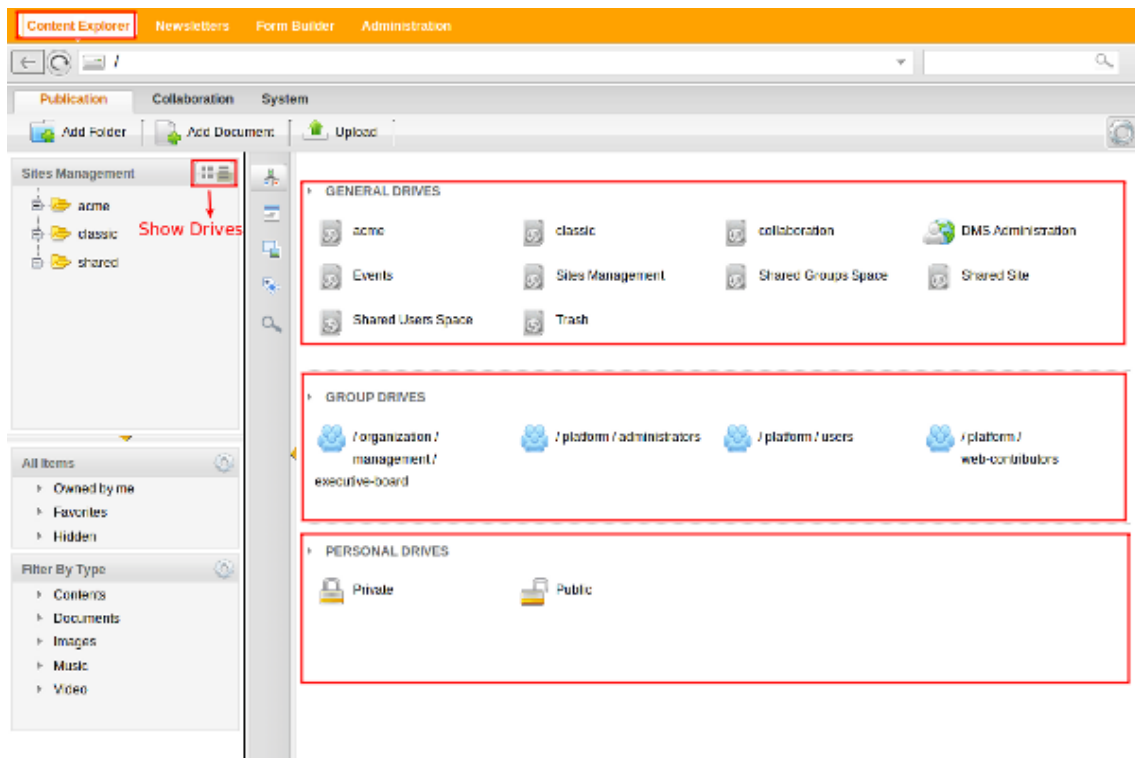 Content Explorer Newsletters Form Builder Administration
/
Publication Collaboration System
Add Folder Add Document Upload
Sites Management
acme
classic
shared
Show Drives
All Items
Owned by me
Favorites
Hidden
Filter By Type
Contents
Documents
Images
Music
Video
GENERAL DRIVES
acme classic collaboration DMS Administration
Events Sites Management Shared Groups Space Shared Site
Shared Users Space Trash
GROUP DRIVES
/ organization / / platform / administrators / platform / users / platform /
management / web-contributors
executive-board
PERSONAL DRIVES
Private Public